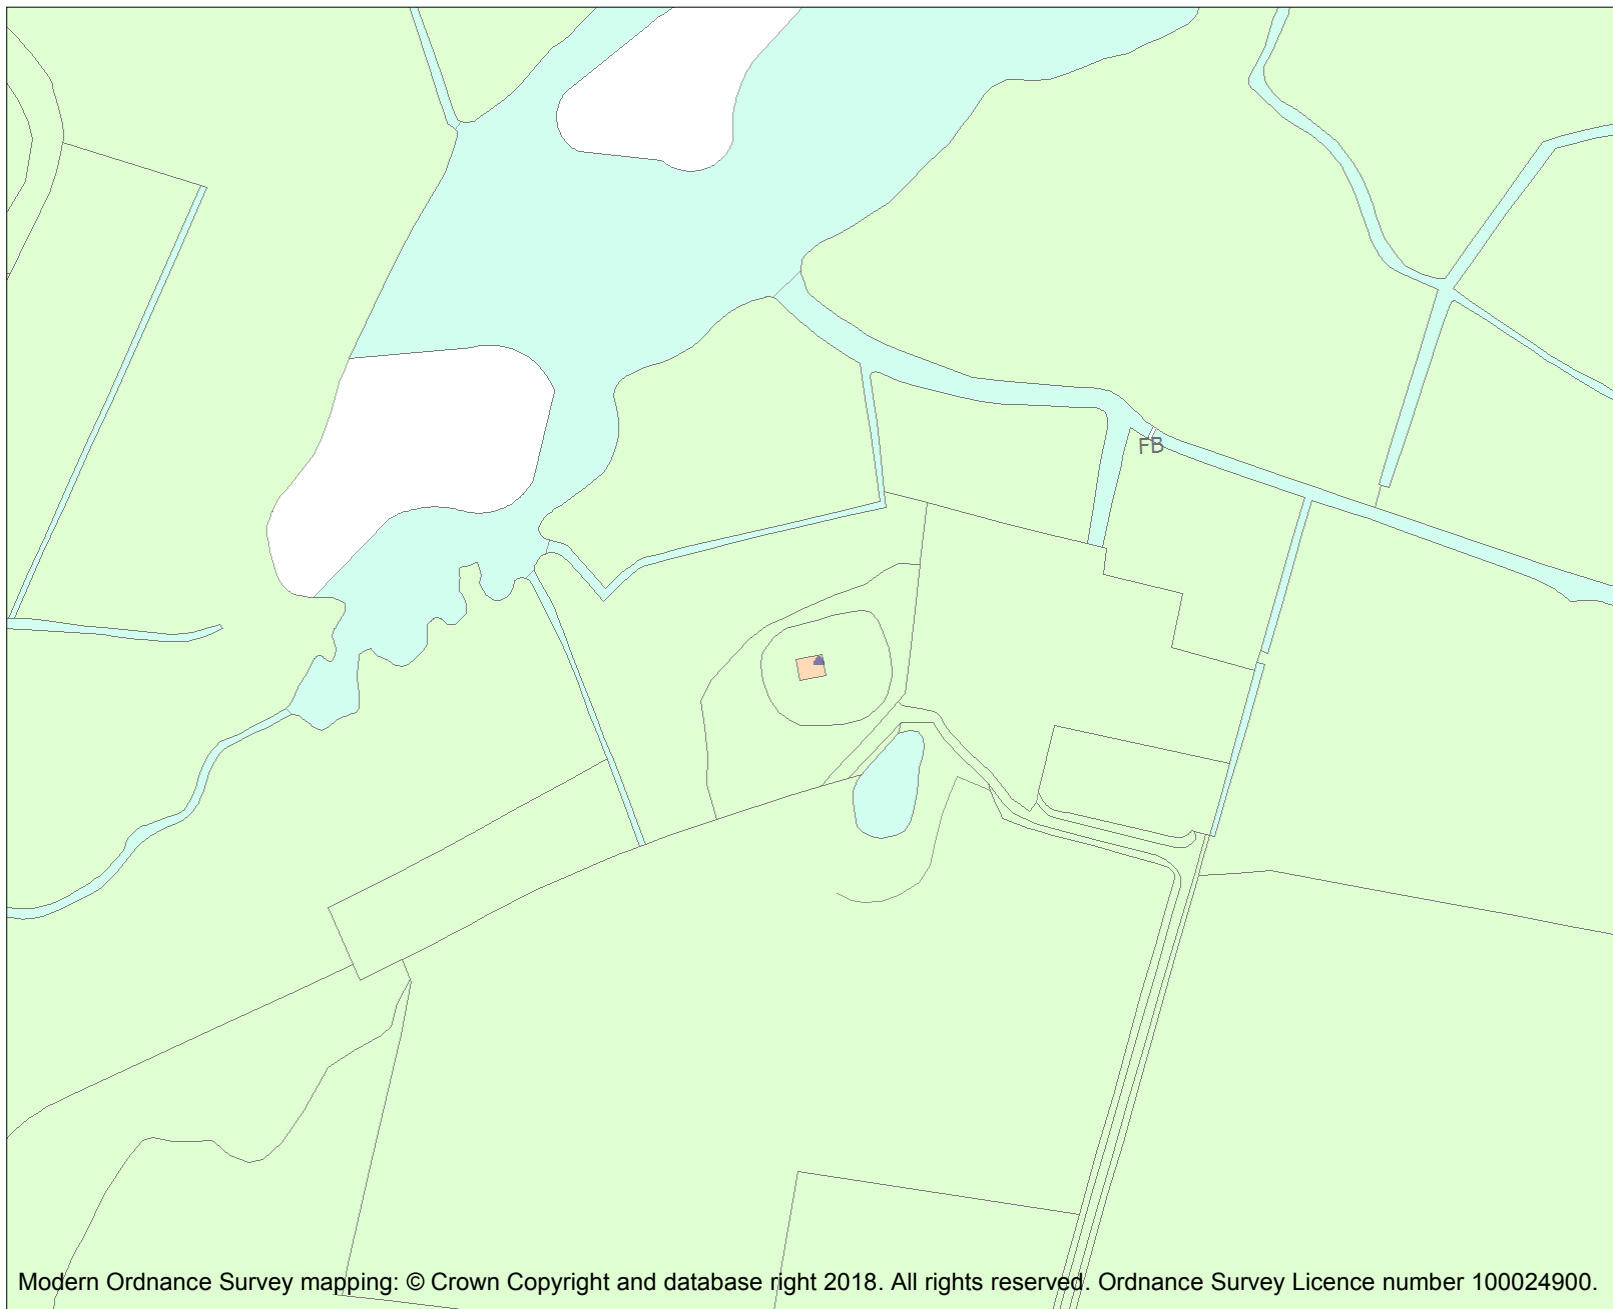 FB
Modern Ordnance Survey mapping: © Crown Copyright and database right 2018. All rights reserved. Ordnance Survey Licence number 100024900.